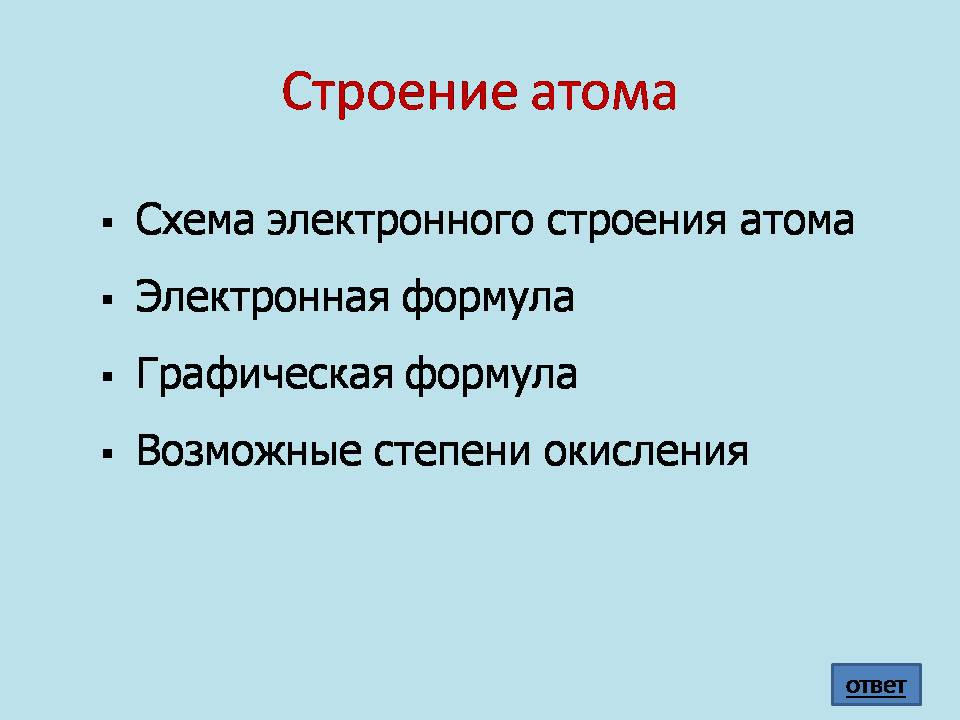 Строение атома
▪ Схема электронного строения атома
▪ Электронная формула
▪ Графическая формула
▪ Возможные степени окисления
ответ